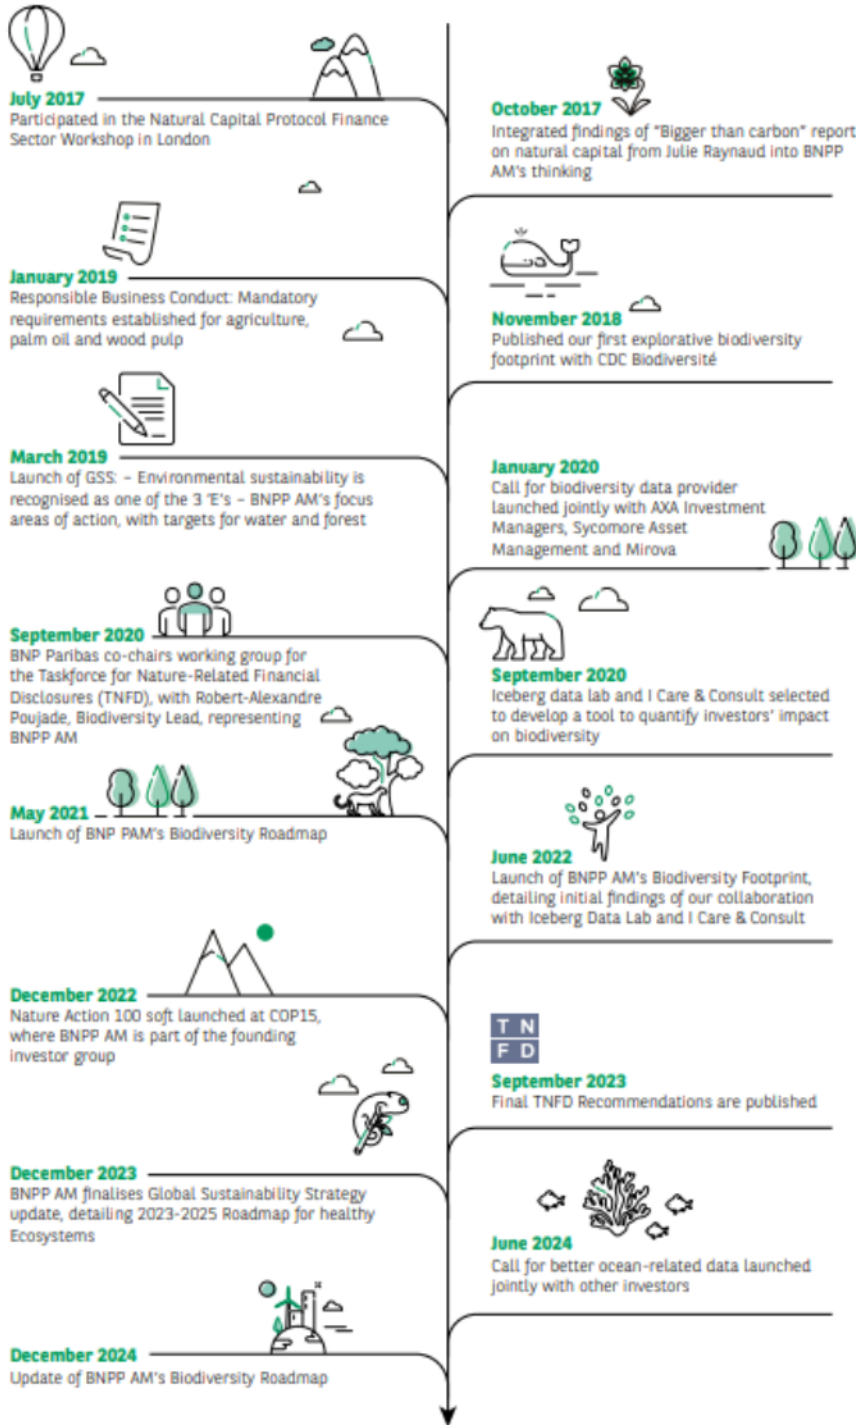 July 2017
Participated in the Natural Capital Protocol Finance
Sector Workshop in London
October 2017
Integrated findings of "Bigger than carbon" report
on natural capital from Julie Raynaud into BNPP
AM's thinking
January 2019
Responsible Business Conduct: Mandatory
requirements established for agriculture,
palm oil and wood pulp
November 2018
Published our first explorative biodiversity
footprint with CDC Biodiversité
March 2019
Launch of GSS: – Environmental sustainability is
recognised as one of the 3 'E's – BNPP AM's focus
areas of action, with targets for water and forest
January 2020
Call for biodiversity data provider
launched jointly with AXA Investment
Managers, Sycomore Asset
Management and Mirova
September 2020
BNP Paribas co-chairs working group for
the Taskforce for Nature-Related Financial
Disclosures (TNFD), with Robert-Alexandre
Poujade, Biodiversity Lead, representing
BNPP AM
September 2020
Iceberg data lab and I Care & Consult selected
to develop a tool to quantify investors' impact
on biodiversity
May 2021
Launch of BNP PAM's Biodiversity Roadmap
June 2022
Launch of BNPP AM's Biodiversity Footprint,
detailing initial findings of our collaboration
with Iceberg Data Lab and I Care & Consult
December 2022
Nature Action 100 soft launched at COP15,
where BNPP AM is part of the founding
investor group
T N
F D
September 2023
Final TNFD Recommendations are published
December 2023
BNPP AM finalises Global Sustainability Strategy
update, detailing 2023-2025 Roadmap for healthy
Ecosystems
June 2024
Call for better ocean-related data launched
jointly with other investors
December 2024
Update of BNPP AM's Biodiversity Roadmap